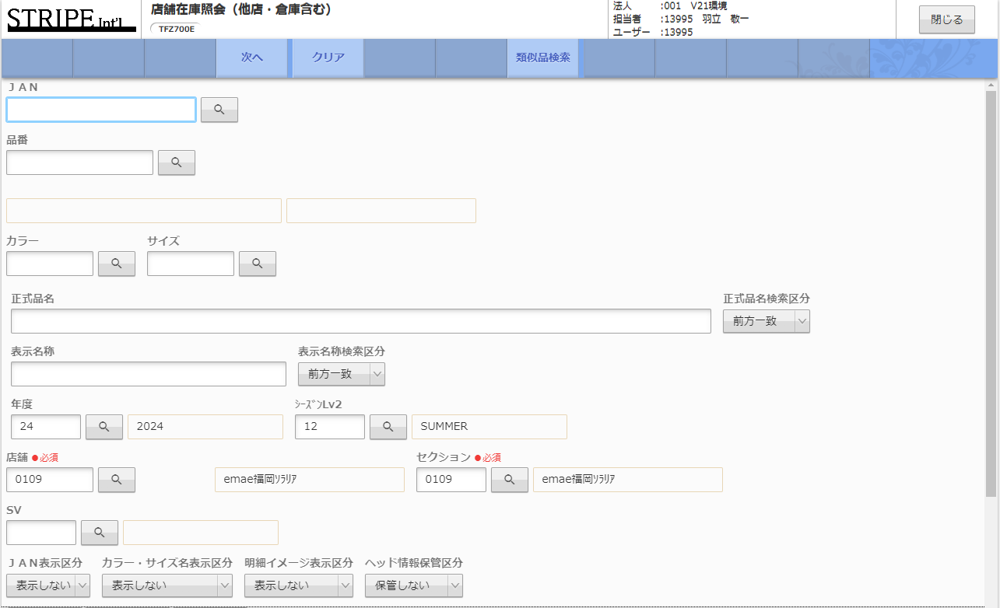 STRIPE Int'l
店舗在庫照会（他店・倉庫含む）
TFZ700E
法人 :001 V21環境
担当者 :13995 羽立 敬一
ユーザー :13995
閉じる
次へ クリア 類似品検索
ＪＡＮ
品番
カラー サイズ
正式品名 正式品名検索区分
前方一致
表示名称 表示名称検索区分
前方一致
年度 ｼｰｽﾞﾝLv2
24 2024 12 SUMMER
店舗 ●必須 セクション ●必須
0109 emae福岡ｿﾗﾘｱ 0109 emae福岡ｿﾗﾘｱ
SV
ＪＡＮ表示区分 カラー・サイズ名表示区分 明細イメージ表示区分 ヘッド情報保管区分
表示しない 表示しない 表示しない 保管しない